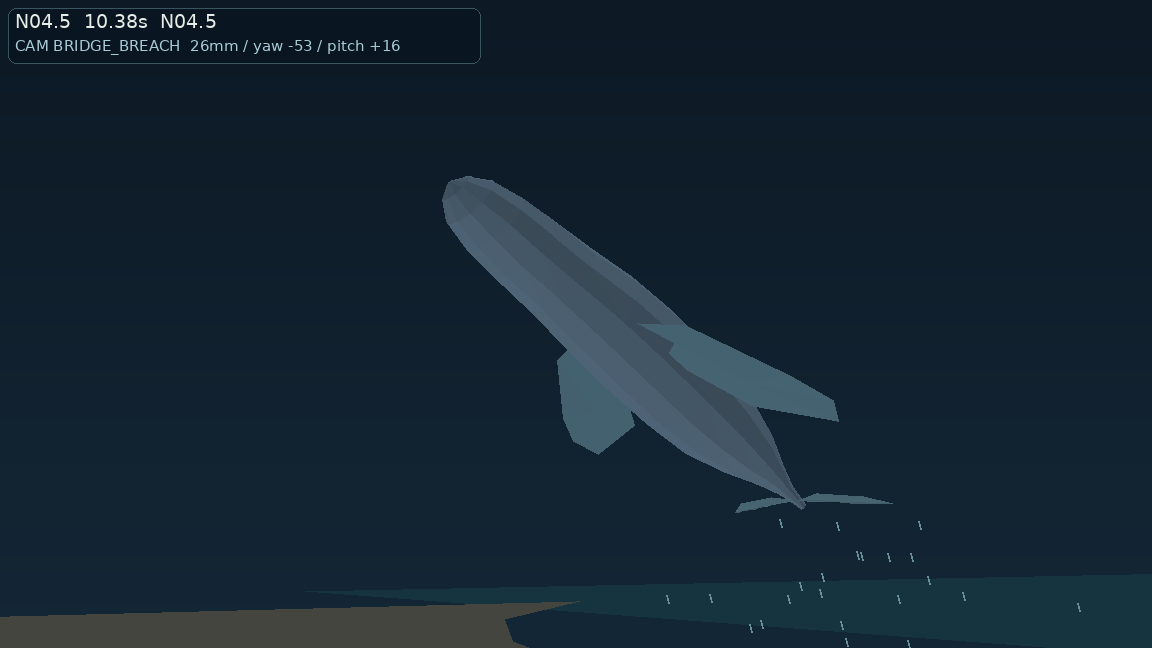 N04.5  10.38s  N04.5
CAM BRIDGE_BREACH  26mm / yaw -53 / pitch +16